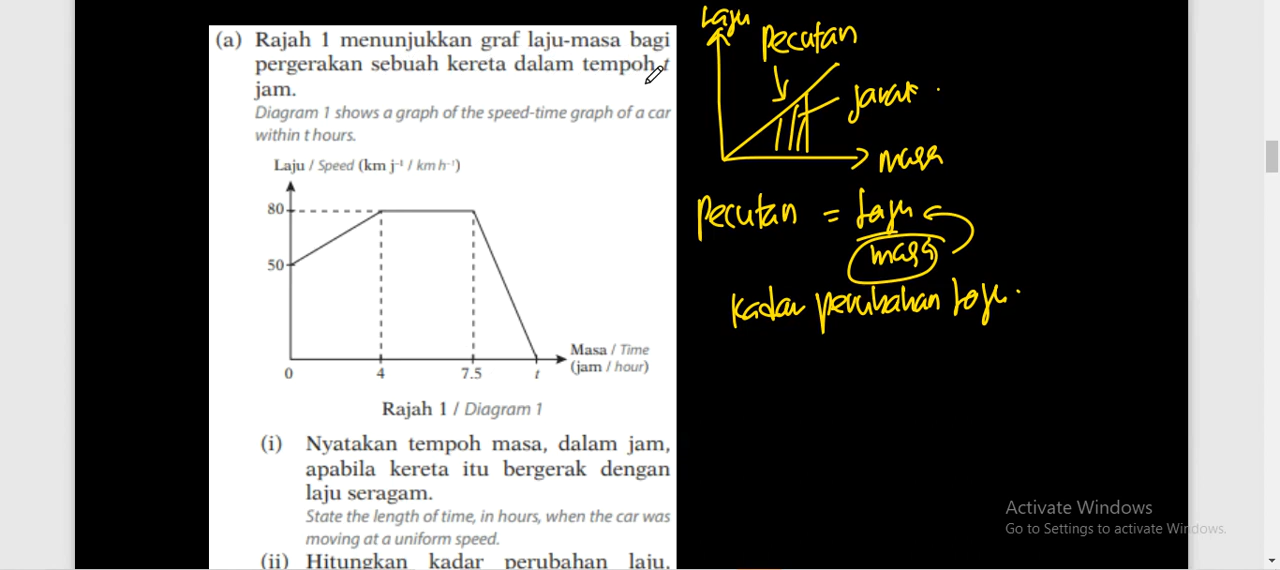 (a) Rajah 1 menunjukkan graf laju-masa bagi
pergerakan sebuah kereta dalam tempoh t
jam.
Diagram 1 shows a graph of the speed-time graph of a car
within t hours.
Laju / Speed (km j⁻¹ / km h⁻¹)
80
50
0
4
7.5
t
Masa / Time
(jam / hour)
Rajah 1 / Diagram 1
(i) Nyatakan tempoh masa, dalam jam,
apabila kereta itu bergerak dengan
laju seragam.
State the length of time, in hours, when the car was
moving at a uniform speed.
(ii) Hitungkan kadar perubahan laju,
Laju
pecutan
jarak
masa
pecutan = laju
masa
kadar perubahan laju.
Activate Windows
Go to Settings to activate Windows.